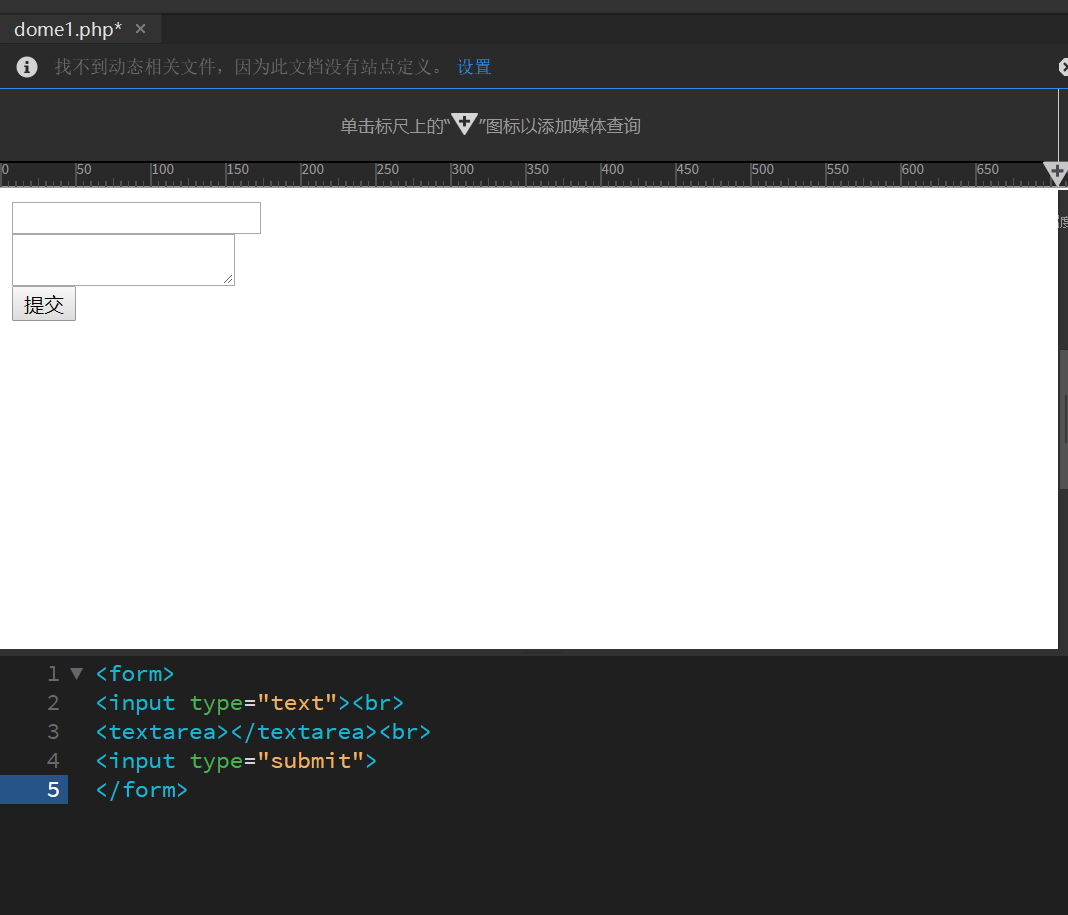 dome1.php* ×
找不到动态相关文件，因为此文档没有站点定义。 设置
单击标尺上的“ ”图标以添加媒体查询
0 50 100 150 200 250 300 350 400 450 500 550 600 650
提交
1 <form>
2 <input type="text"><br>
3 <textarea></textarea><br>
4 <input type="submit">
5 </form>